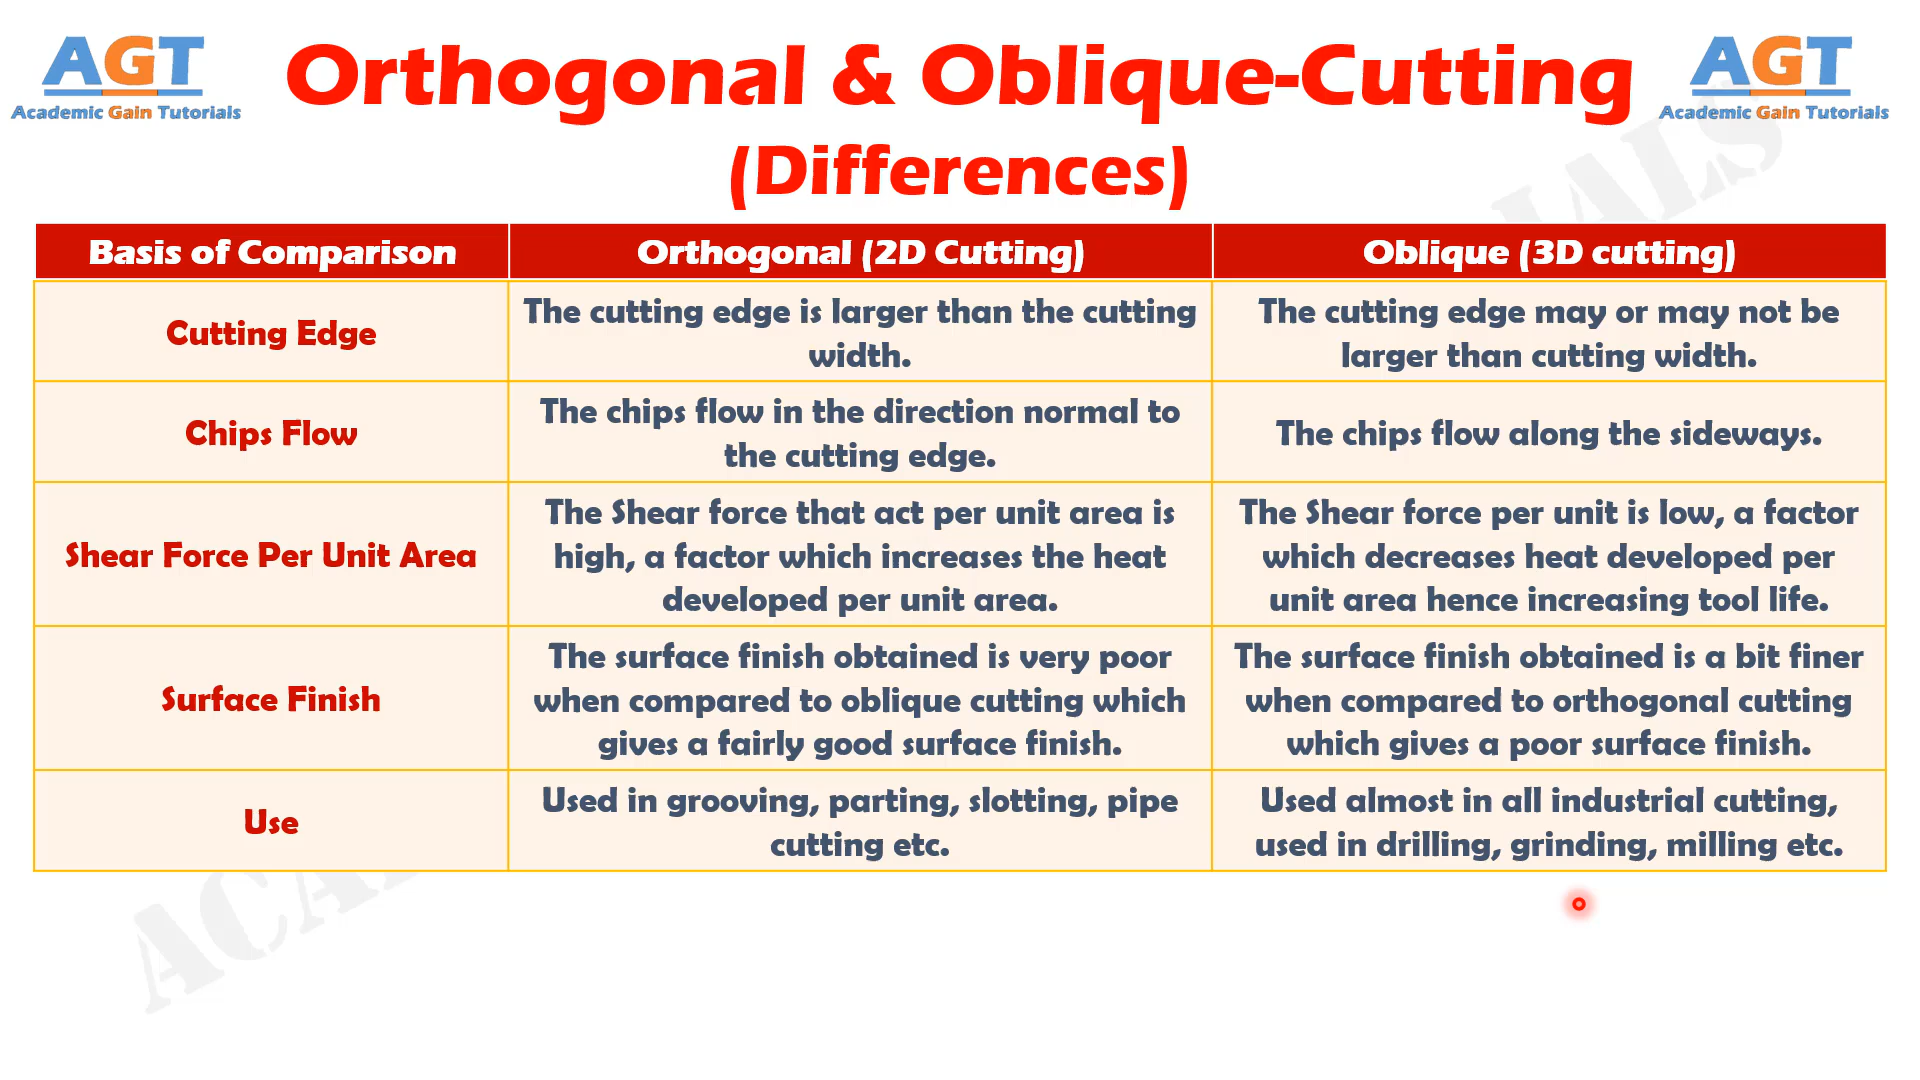 AGT
Academic Gain Tutorials
Orthogonal & Oblique-Cutting
(Differences)
AGT
Academic Gain Tutorials
Basis of Comparison
Orthogonal (2D Cutting)
Oblique (3D cutting)
Cutting Edge
The cutting edge is larger than the cutting
width.
The cutting edge may or may not be
larger than cutting width.
Chips Flow
The chips flow in the direction normal to
the cutting edge.
The chips flow along the sideways.
Shear Force Per Unit Area
The Shear force that act per unit area is
high, a factor which increases the heat
developed per unit area.
The Shear force per unit is low, a factor
which decreases heat developed per
unit area hence increasing tool life.
Surface Finish
The surface finish obtained is very poor
when compared to oblique cutting which
gives a fairly good surface finish.
The surface finish obtained is a bit finer
when compared to orthogonal cutting
which gives a poor surface finish.
Use
Used in grooving, parting, slotting, pipe
cutting etc.
Used almost in all industrial cutting,
used in drilling, grinding, milling etc.